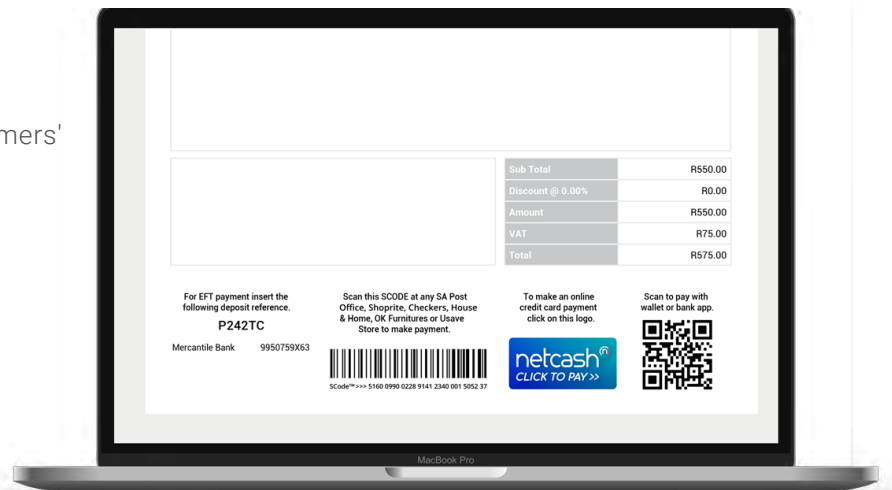 mers'
Sub Total R550.00
Discount @ 0.00% R0.00
Amount R550.00
VAT R75.00
Total R575.00
For EFT payment insert the
following deposit reference.
P242TC
Mercantile Bank 9950759X63
Scan this SCODE at any SA Post
Office, Shoprite, Checkers, House
& Home, OK Furnitures or Usave
Store to make payment.
SCode™ >>> 5160 0990 0228 9141 2340 001 5052 37
To make an online
credit card payment
click on this logo.
netcash
CLICK TO PAY >>
Scan to pay with
wallet or bank app.
MacBook Pro